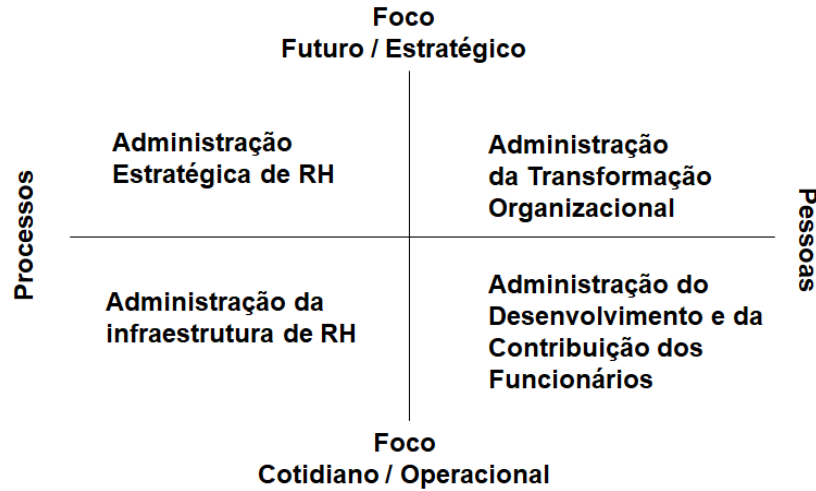 Foco
Futuro / Estratégico
Administração
Estratégica de RH
Administração
da Transformação
Organizacional
Processos
Pessoas
Administração da
infraestrutura de RH
Administração do
Desenvolvimento e da
Contribuição dos
Funcionários
Foco
Cotidiano / Operacional